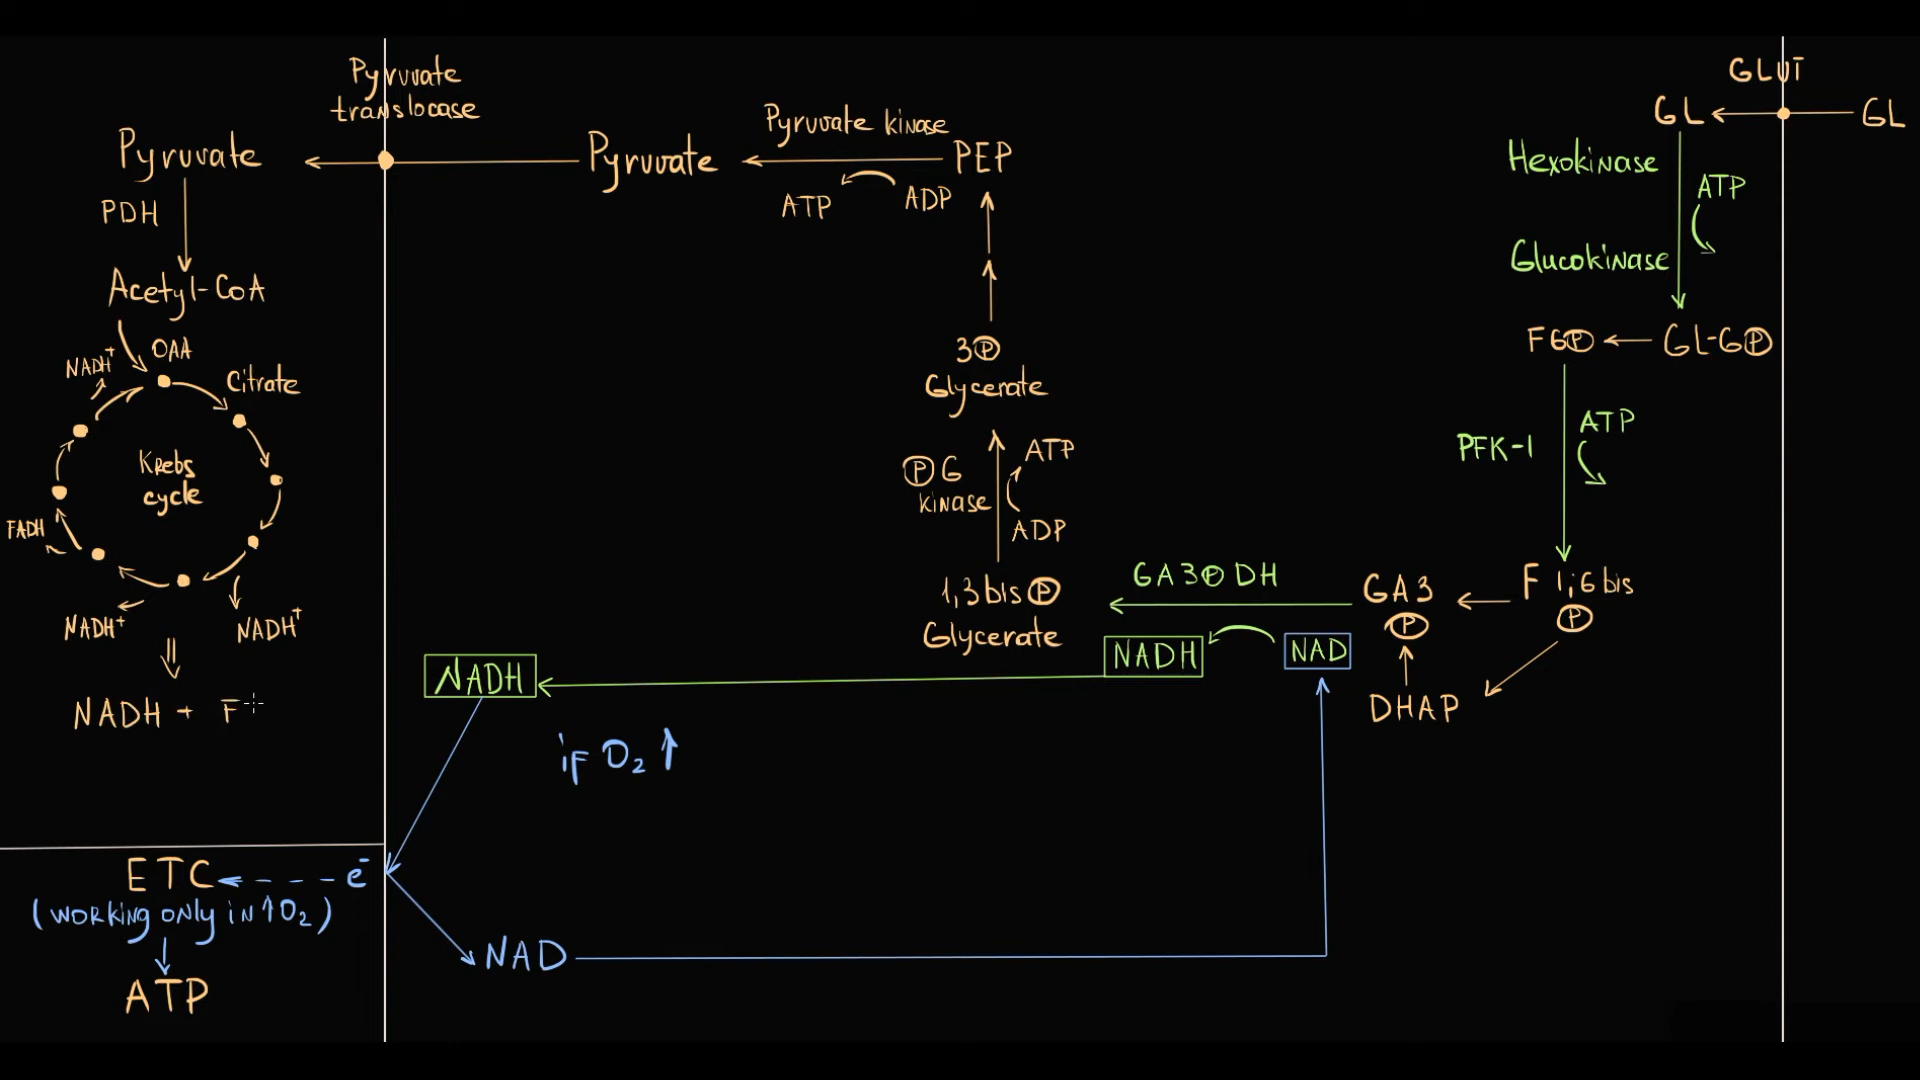 GLUT
GL
GL
Hexokinase
ATP
Glucokinase
GL-6Ⓟ
F6Ⓟ
PFK-1
ATP
F 1,6 bis
Ⓟ
DHAP
GA3
Ⓟ
GA3ⓅDH
NAD
NADH
1,3 bis Ⓟ
Glycerate
ⓅG
kinase
ATP
ADP
3Ⓟ
Glycerate
PEP
Pyruvate kinase
ADP
ATP
Pyruvate
Pyruvate
translocase
Pyruvate
PDH
Acetyl-CoA
OAA
Citrate
NADH⁺
Krebs
cycle
FADH
NADH⁺
NADH⁺
NADH + F
NADH
if O₂ ↑
ETC
e⁻
(working only in ↑O₂)
ATP
NAD